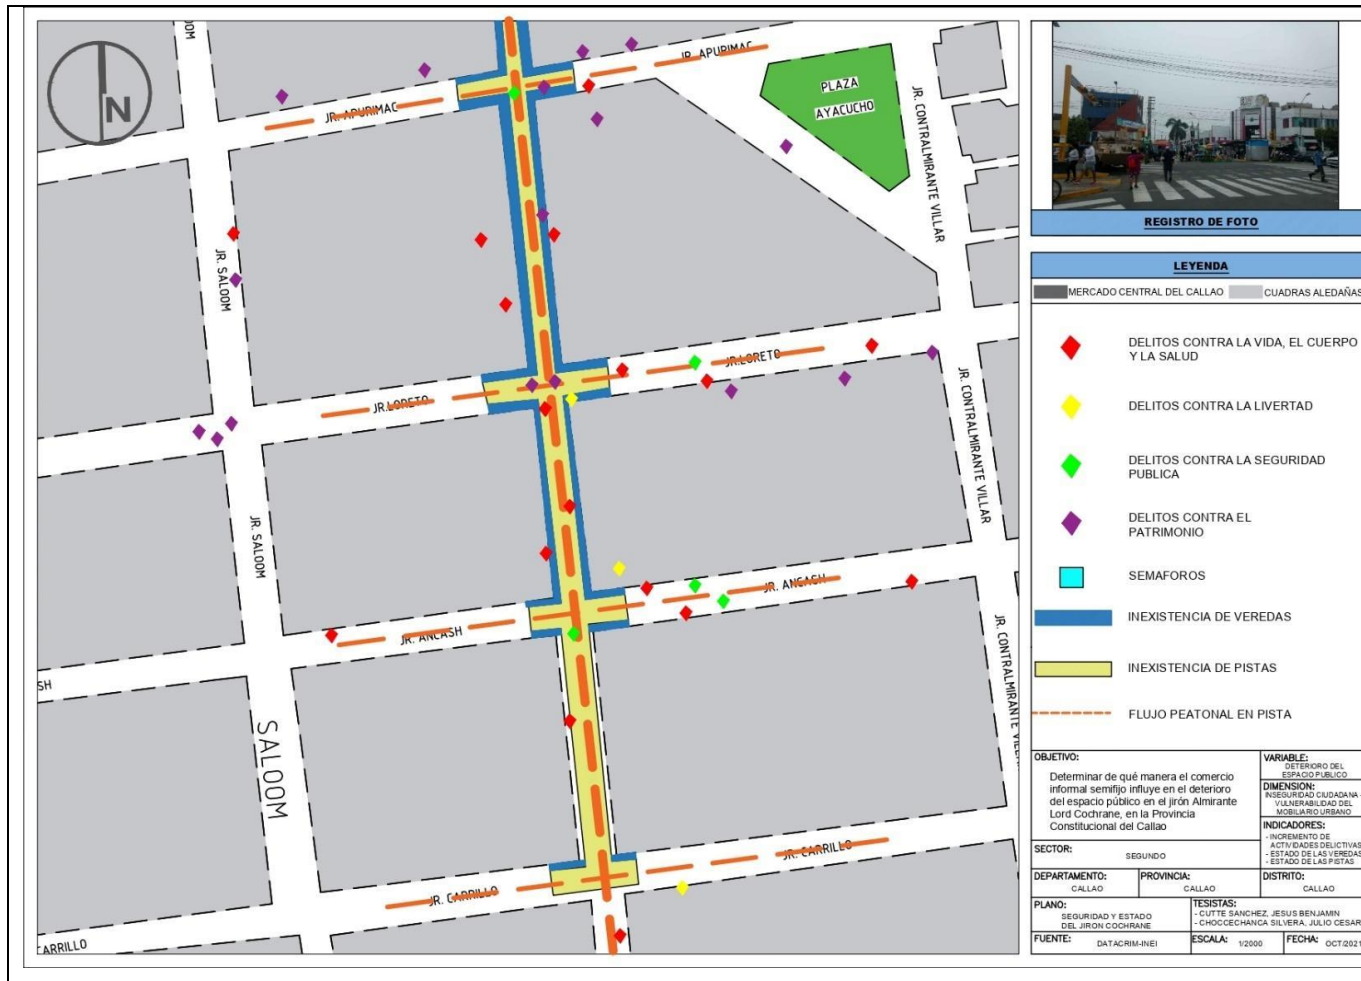 N
OOM
JR. APURIMAC
JR. APURIMAC
PLAZA
AYACUCHO
JR. CONTRALMIRANTE VILLAR
JR. SALOOM
JR.LORETO
JR.LORETO
JR. CONTRALMIRANTE VILLAR
JR. SALOOM
JR. ANCASH
JR. ANCASH
SH
JR. CONTRALMIRANTE VILLA
SALOOM
JR. CARRILLO
JR. CARRILLO
CARRILLO
REGISTRO DE FOTO
LEYENDA
MERCADO CENTRAL DEL CALLAO
CUADRAS ALEDAÑAS
DELITOS CONTRA LA VIDA, EL CUERPO
Y LA SALUD
DELITOS CONTRA LA LIVERTAD
DELITOS CONTRA LA SEGURIDAD
PUBLICA
DELITOS CONTRA EL
PATRIMONIO
SEMAFOROS
INEXISTENCIA DE VEREDAS
INEXISTENCIA DE PISTAS
FLUJO PEATONAL EN PISTA
OBJETIVO:
Determinar de qué manera el comercio
informal semifijo influye en el deterioro
del espacio público en el jirón Almirante
Lord Cochrane, en la Provincia
Constitucional del Callao
VARIABLE:
DETERIORO DEL
ESPACIO PUBLICO
DIMENSION:
INSEGURIDAD CIUDADANA -
VULNERABILIDAD DEL
MOBILIARIO URBANO
INDICADORES:
- INCREMENTO DE
ACTIVIDADES DELICTIVAS
- ESTADO DE LAS VEREDAS
- ESTADO DE LAS PISTAS
SECTOR:
SEGUNDO
DEPARTAMENTO:
CALLAO
PROVINCIA:
CALLAO
DISTRITO:
CALLAO
PLANO:
SEGURIDAD Y ESTADO
DEL JIRON COCHRANE
TESISTAS:
- CUTTE SANCHEZ, JESUS BENJAMIN
- CHOCCECHANCA SILVERA, JULIO CESAR
FUENTE:
DATACRIM-INEI
ESCALA:
1/2000
FECHA:
OCT/2021